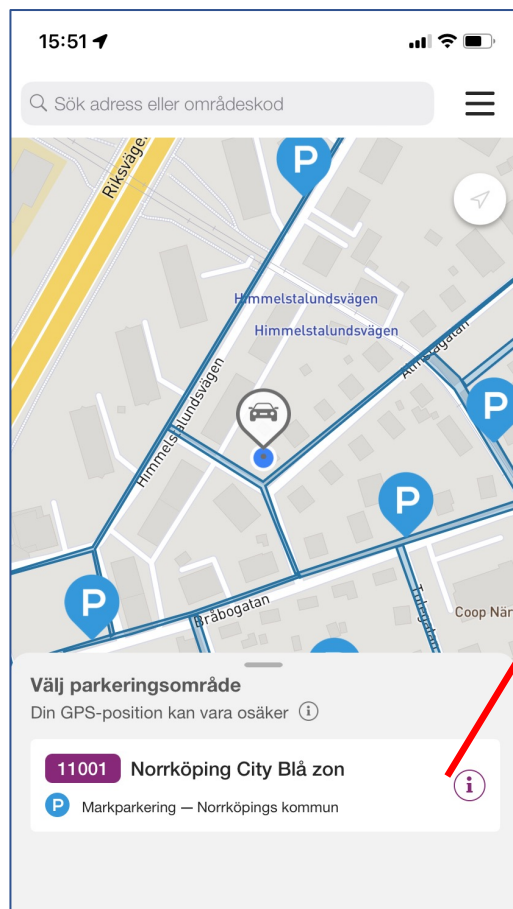 15:51
Sök adress eller områdeskod
Riksvägen
P
Himmelstalundsvägen
Himmelstalundsvägen
Himmelstalundsvägen
P
P
P
Bråbogatan
Coop När
Välj parkeringsområde
Din GPS-position kan vara osäker i
11001 Norrköping City Blå zon
P Markparkering — Norrköpings kommun
i